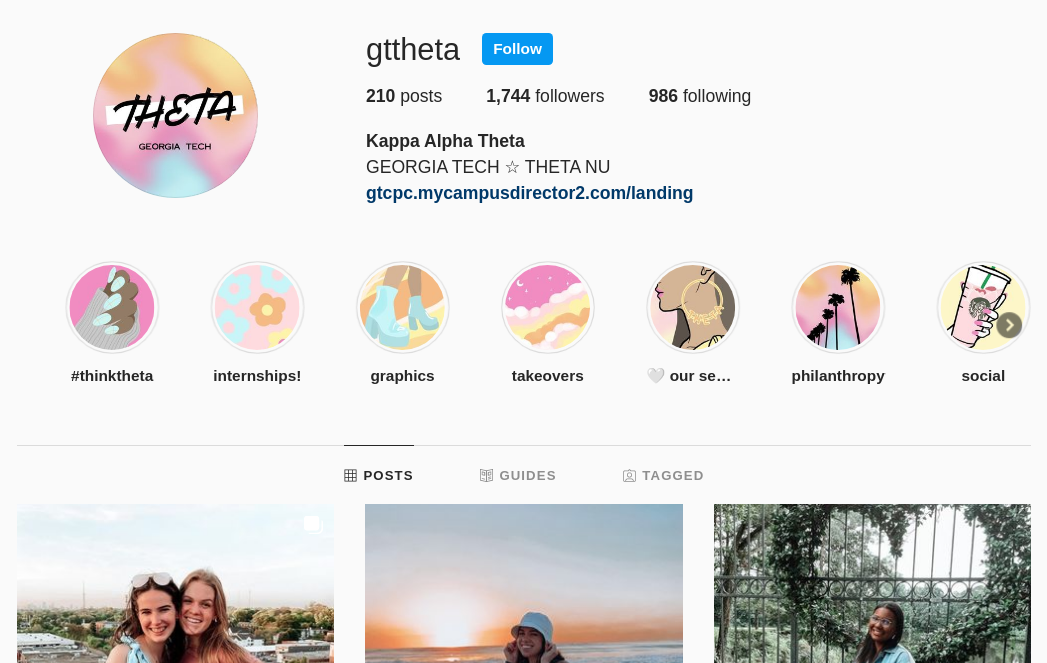 THETA
GEORGIA TECH
gttheta
Follow
210 posts 1,744 followers 986 following
Kappa Alpha Theta
GEORGIA TECH ☆ THETA NU
gtcpc.mycampusdirector2.com/landing
#thinktheta internships! graphics takeovers 🤍 our se... philanthropy social
POSTS GUIDES TAGGED